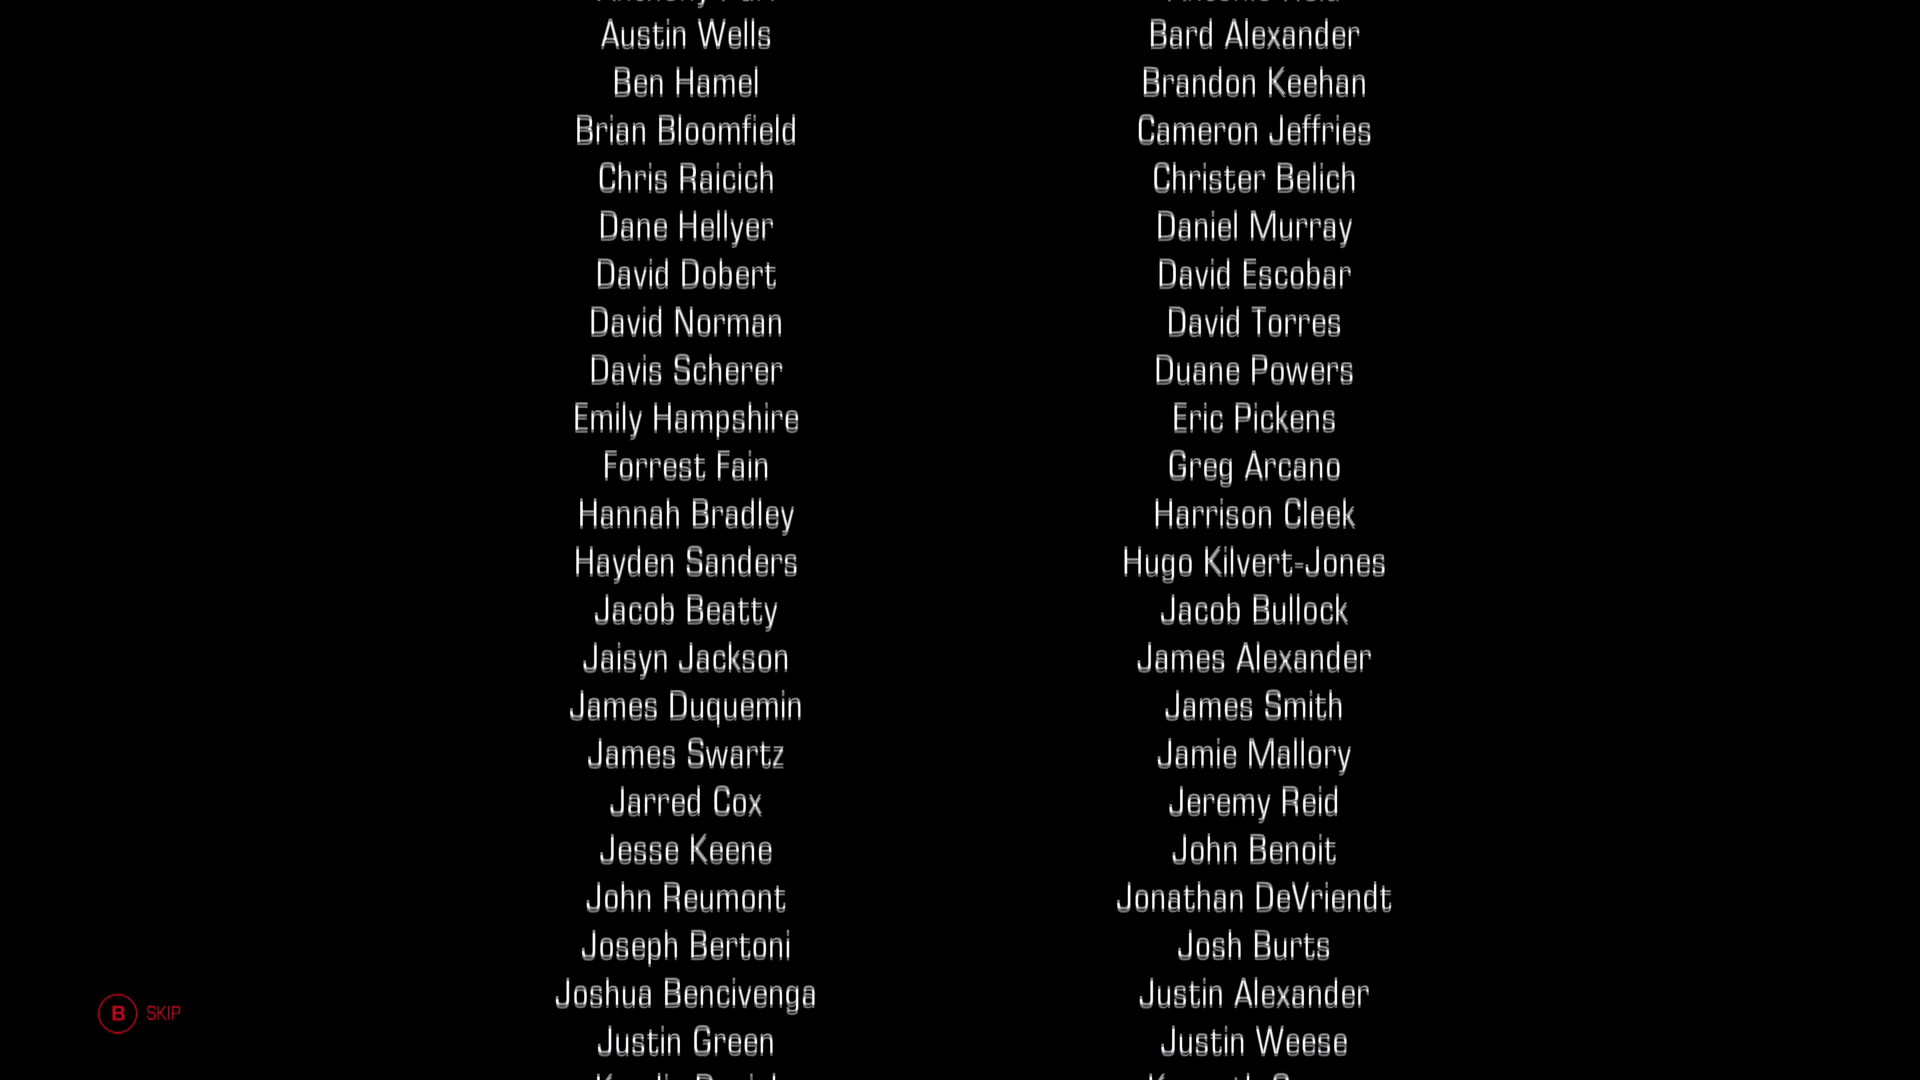 Austin Wells
Bard Alexander
Ben Hamel
Brandon Keehan
Brian Bloomfield
Cameron Jeffries
Chris Raicich
Christer Belich
Dane Hellyer
Daniel Murray
David Dobert
David Escobar
David Norman
David Torres
Davis Scherer
Duane Powers
Emily Hampshire
Eric Pickens
Forrest Fain
Greg Arcano
Hannah Bradley
Harrison Cleek
Hayden Sanders
Hugo Kilvert-Jones
Jacob Beatty
Jacob Bullock
Jaisyn Jackson
James Alexander
James Duquemin
James Smith
James Swartz
Jamie Mallory
Jarred Cox
Jeremy Reid
Jesse Keene
John Benoit
John Reumont
Jonathan DeVriendt
Joseph Bertoni
Josh Burts
Joshua Bencivenga
Justin Alexander
B SKIP
Justin Green
Justin Weese